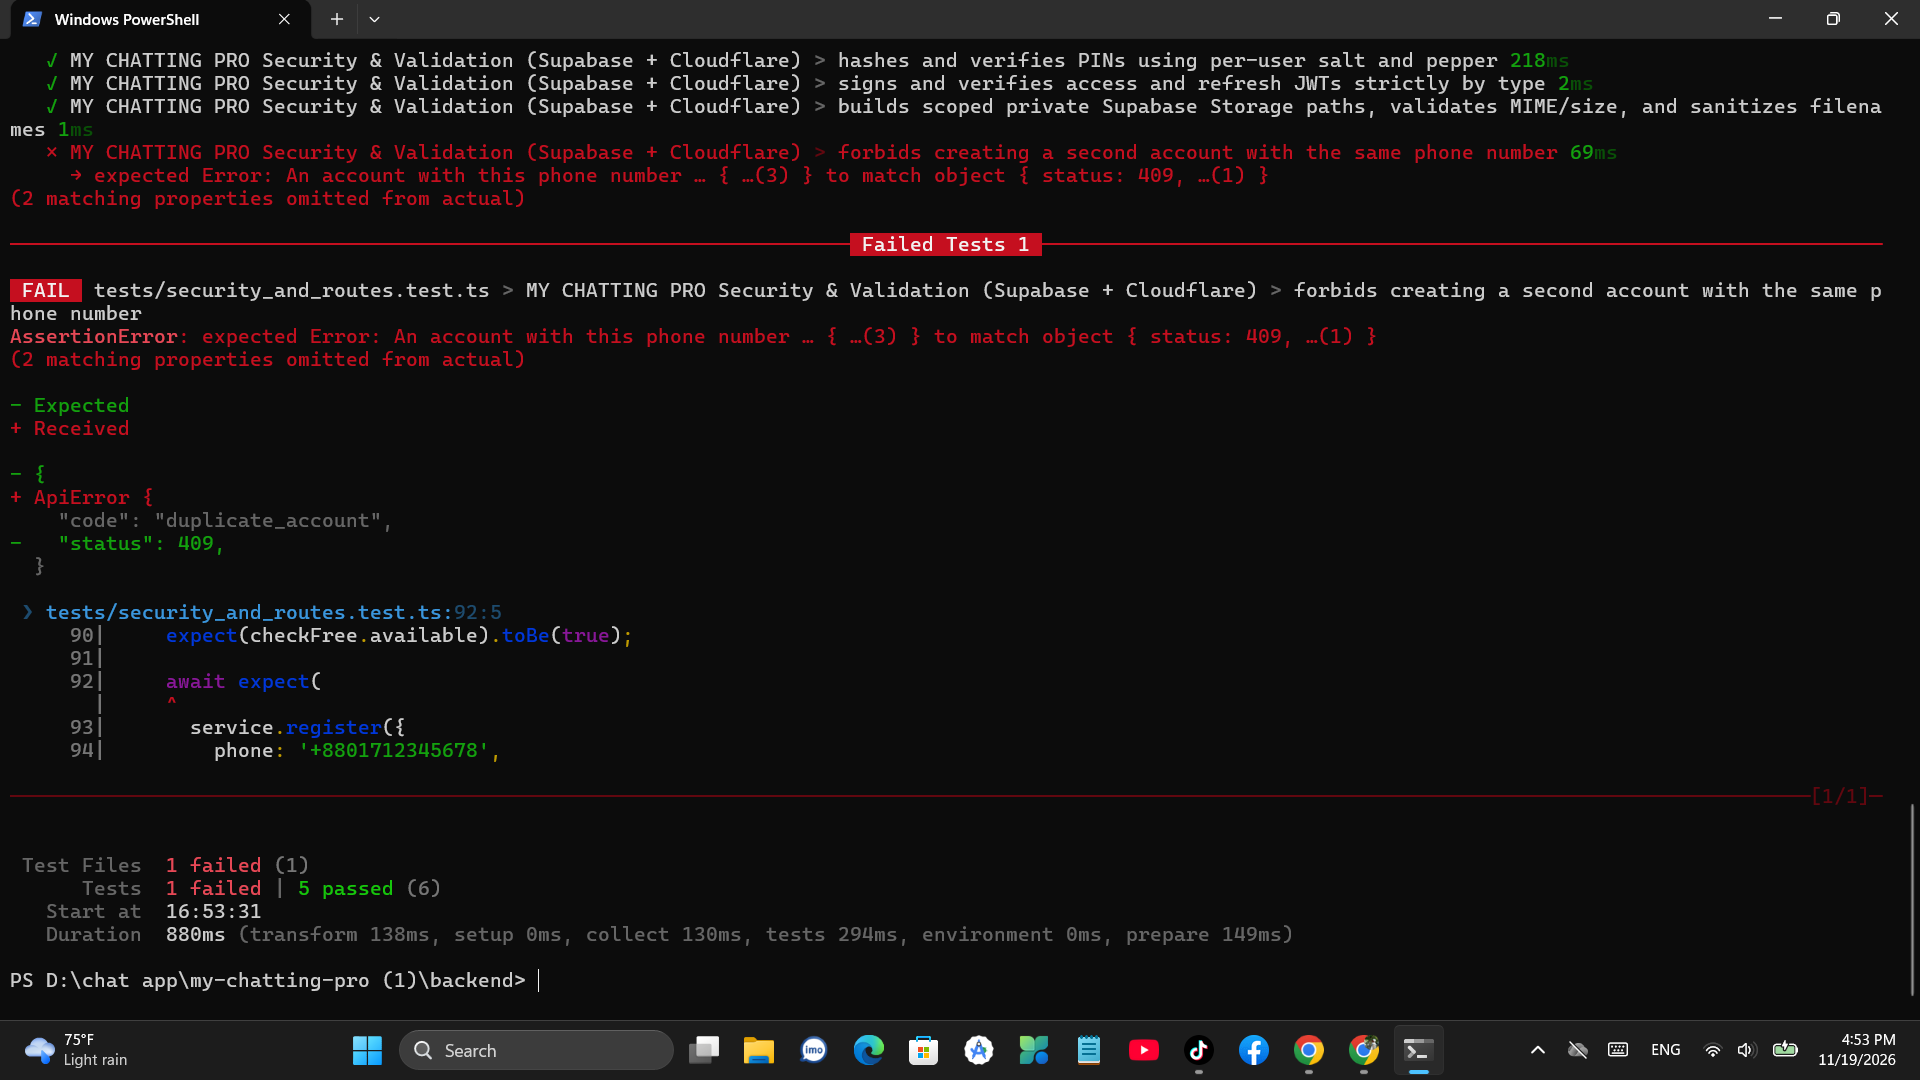 Windows PowerShell
√ MY CHATTING PRO Security & Validation (Supabase + Cloudflare) > hashes and verifies PINs using per-user salt and pepper 218ms
√ MY CHATTING PRO Security & Validation (Supabase + Cloudflare) > signs and verifies access and refresh JWTs strictly by type 2ms
√ MY CHATTING PRO Security & Validation (Supabase + Cloudflare) > builds scoped private Supabase Storage paths, validates MIME/size, and sanitizes filena
mes 1ms
× MY CHATTING PRO Security & Validation (Supabase + Cloudflare) > forbids creating a second account with the same phone number 69ms
→ expected Error: An account with this phone number … { …(3) } to match object { status: 409, …(1) }
(2 matching properties omitted from actual)
Failed Tests 1
FAIL tests/security_and_routes.test.ts > MY CHATTING PRO Security & Validation (Supabase + Cloudflare) > forbids creating a second account with the same p
hone number
AssertionError: expected Error: An account with this phone number … { …(3) } to match object { status: 409, …(1) }
(2 matching properties omitted from actual)
- Expected
+ Received
- {
+ ApiError {
"code": "duplicate_account",
- "status": 409,
}
❯ tests/security_and_routes.test.ts:92:5
90| expect(checkFree.available).toBe(true);
91|
92| await expect(
| ^
93| service.register({
94| phone: '+8801712345678',
[1/1]
Test Files 1 failed (1)
Tests 1 failed | 5 passed (6)
Start at 16:53:31
Duration 880ms (transform 138ms, setup 0ms, collect 130ms, tests 294ms, environment 0ms, prepare 149ms)
PS D:\chat app\my-chatting-pro (1)\backend>
75°F
Light rain
Search
imo
ENG
4:53 PM
11/19/2026